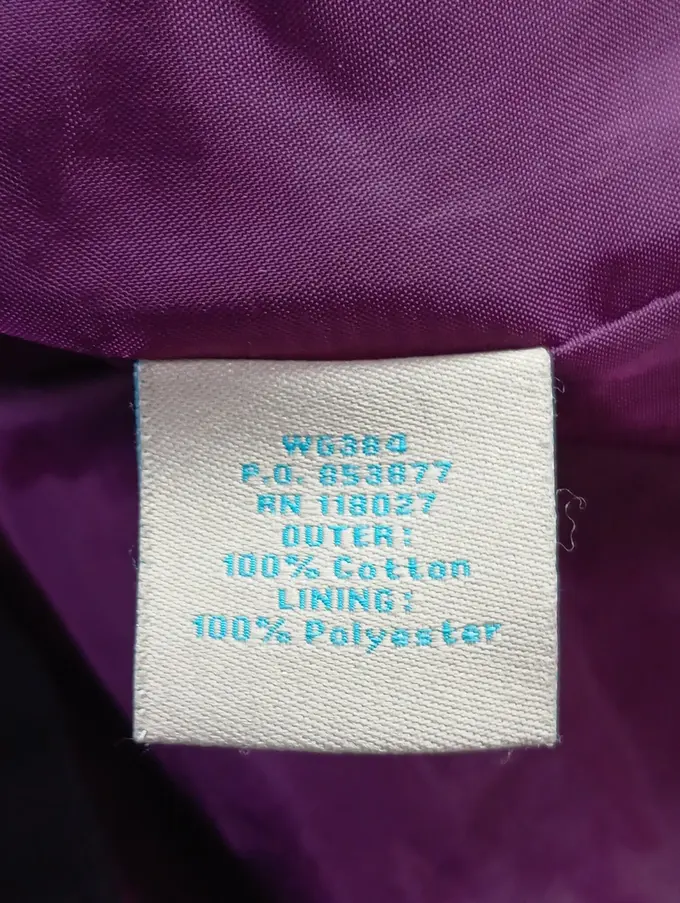 WG384
P.O. 853877
RN 118027
OUTER:
100% Cotton
LINING:
100% Polyester